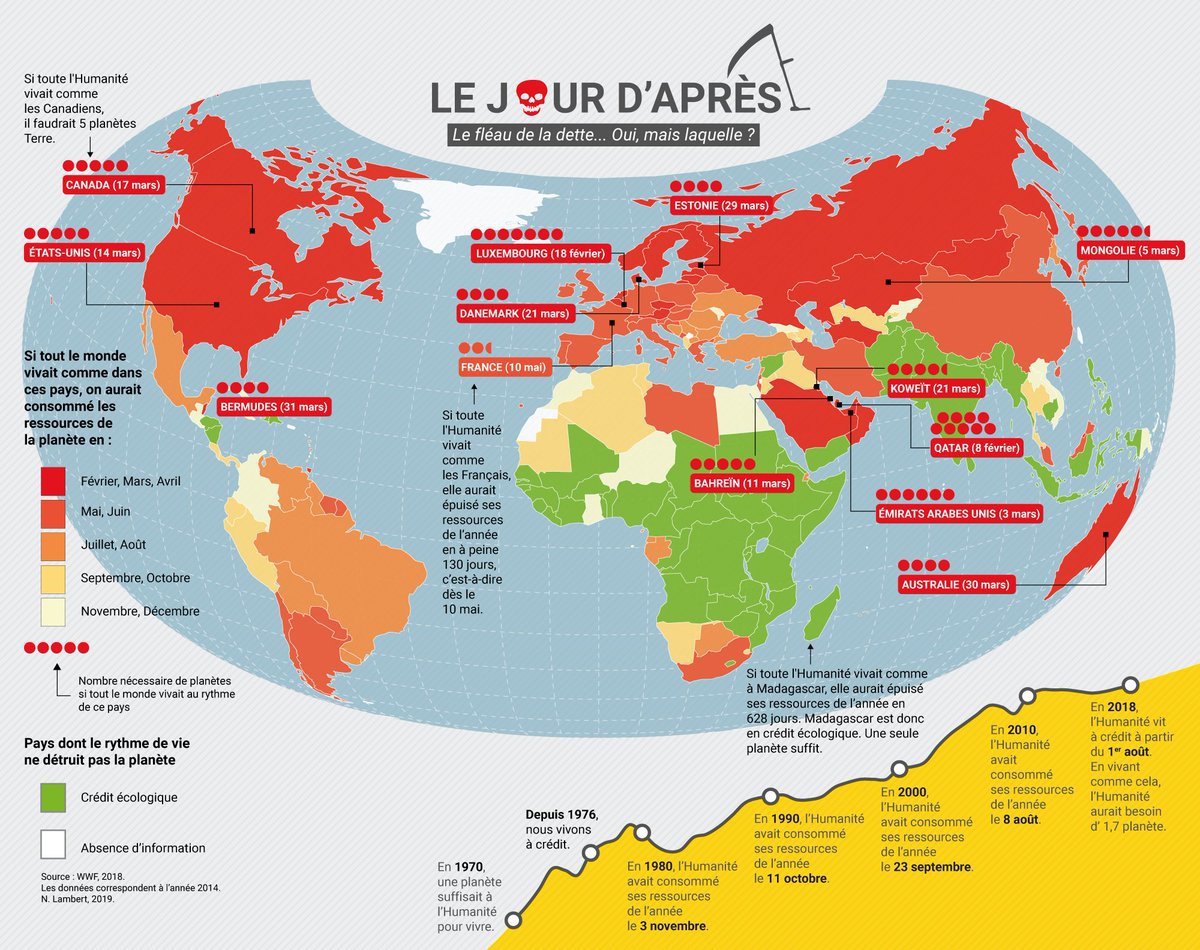 LE JOUR D'APRÈS
Le fléau de la dette... Oui, mais laquelle ?
Si toute l'Humanité
vivait comme
les Canadiens,
il faudrait 5 planètes
Terre.
CANADA (17 mars)
ÉTATS-UNIS (14 mars)
BERMUDES (31 mars)
LUXEMBOURG (18 février)
DANEMARK (21 mars)
FRANCE (10 mai)
ESTONIE (29 mars)
MONGOLIE (5 mars)
KOWEÏT (21 mars)
QATAR (8 février)
BAHREÏN (11 mars)
ÉMIRATS ARABES UNIS (3 mars)
AUSTRALIE (30 mars)
Si toute
l'Humanité
vivait
comme
les Français,
elle aurait
épuisé ses
ressources
de l'année
en à peine
130 jours,
c'est-à-dire
dès le
10 mai.
Si toute l'Humanité vivait comme
à Madagascar, elle aurait épuisé
ses ressources de l'année en
628 jours. Madagascar est donc
en crédit écologique. Une seule
planète suffit.
Si tout le monde
vivait comme dans
ces pays, on aurait
consommé les
ressources de
la planète en :
Février, Mars, Avril
Mai, Juin
Juillet, Août
Septembre, Octobre
Novembre, Décembre
Nombre nécessaire de planètes
si tout le monde vivait au rythme
de ce pays
Pays dont le rythme de vie
ne détruit pas la planète
Crédit écologique
Absence d'information
Source : WWF, 2018.
Les données correspondent à l'année 2014.
N. Lambert, 2019.
En 1970,
une planète
suffisait à
l'Humanité
pour vivre.
Depuis 1976,
nous vivons
à crédit.
En 1980, l'Humanité
avait consommé
ses ressources
de l'année
le 3 novembre.
En 1990, l'Humanité
avait consommé
ses ressources
de l'année
le 11 octobre.
En 2000,
l'Humanité
avait consommé
ses ressources
de l'année
le 23 septembre.
En 2010,
l'Humanité
avait
consommé
ses ressources
de l'année
le 8 août.
En 2018,
l'Humanité vit
à crédit à partir
du 1er août.
En vivant
comme cela,
l'Humanité
aurait besoin
d' 1,7 planète.